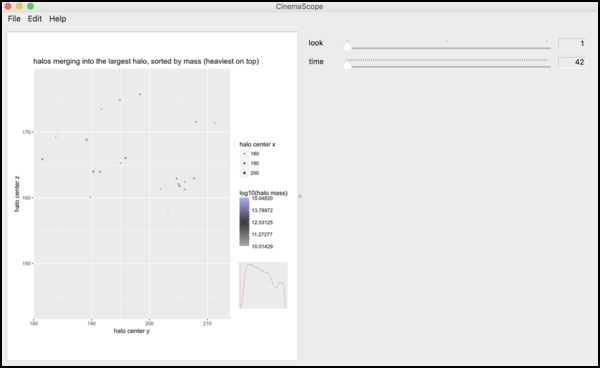 CinemaScope
File Edit Help
look 1
time 42
halos merging into the largest halo, sorted by mass (heaviest on top)
halo center z
170
160
150
halo center x
180
190
200
log10(halo mass)
15.04820
13.78972
12.53125
11.27277
10.01429
180 190 200 210
halo center y